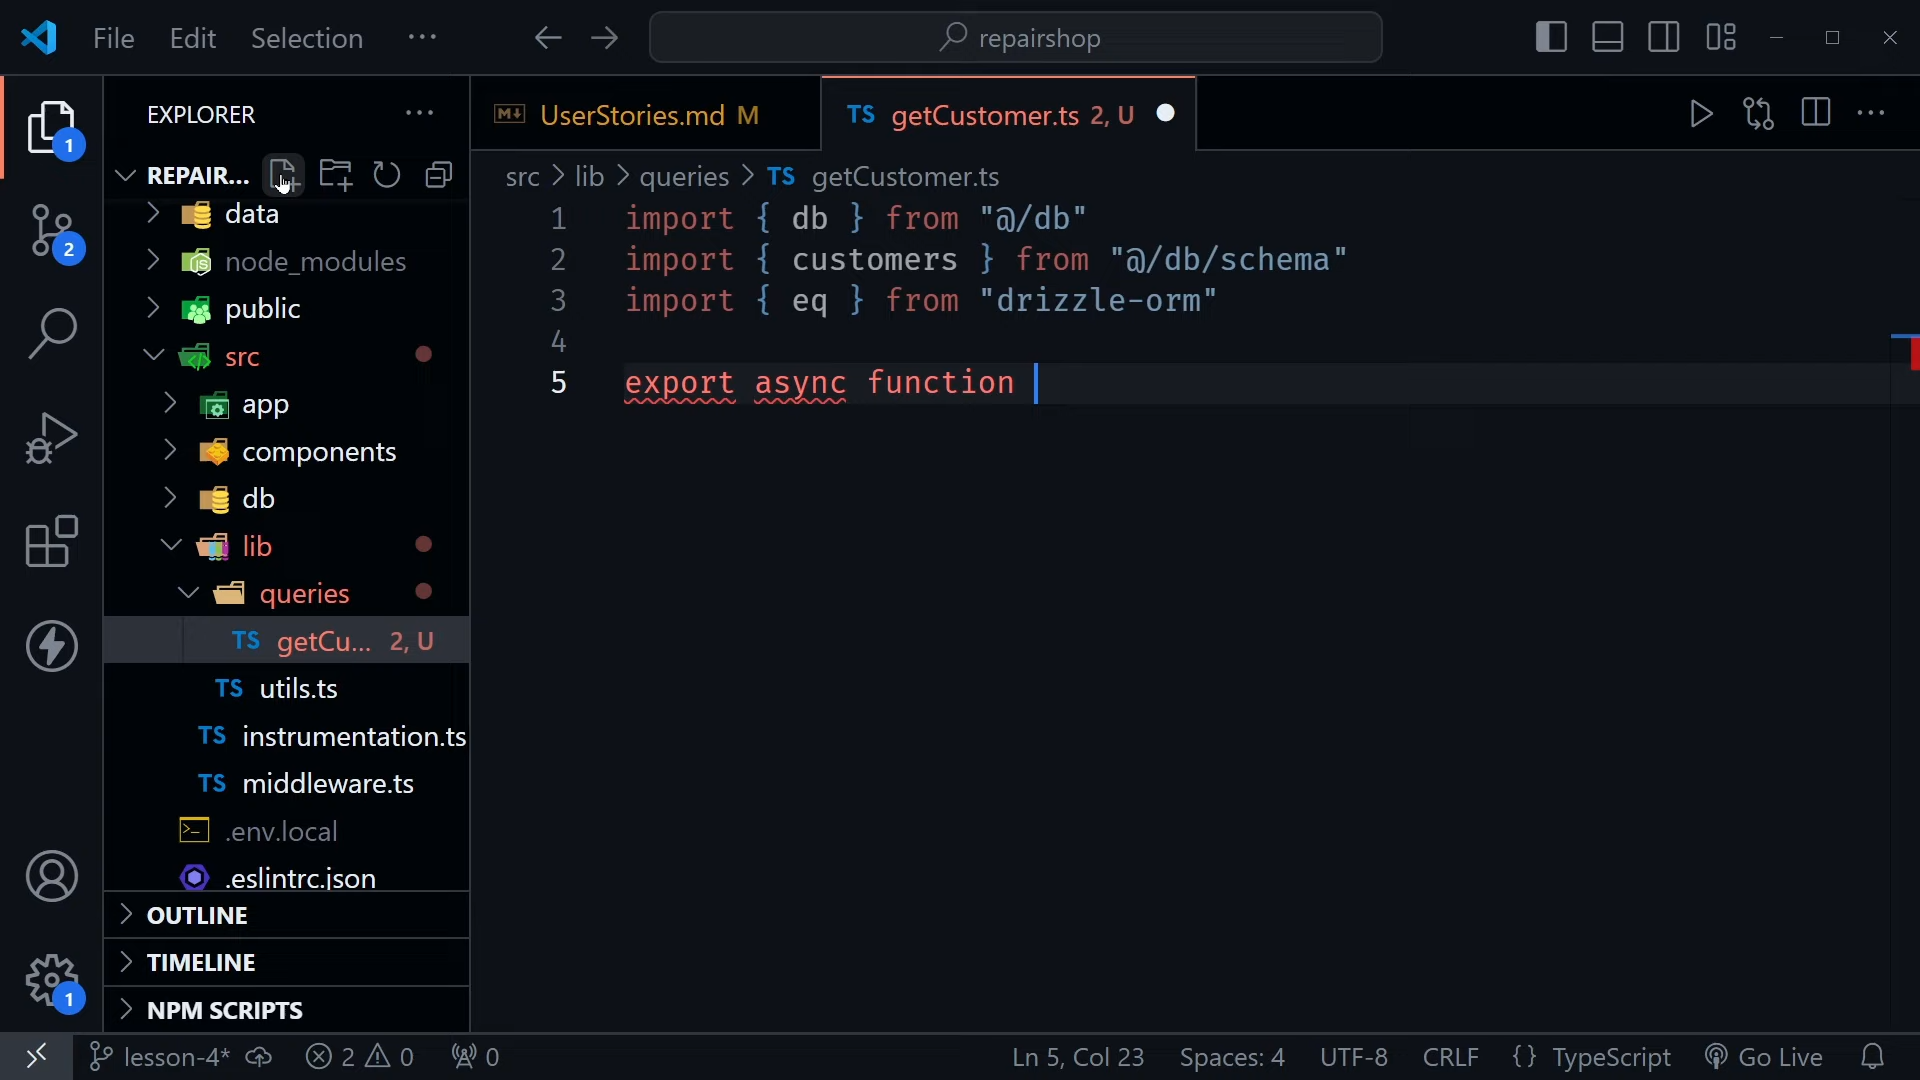 File Edit Selection ··· repairshop
EXPLORER ···
REPAIR...
data
node_modules
public
src
app
components
db
lib
queries
TS getCu... 2, U
TS utils.ts
TS instrumentation.ts
TS middleware.ts
.env.local
.eslintrc.json
OUTLINE
TIMELINE
NPM SCRIPTS
1
2
1
UserStories.md M
TS getCustomer.ts 2, U
src > lib > queries > TS getCustomer.ts
1 import { db } from "@/db"
2 import { customers } from "@/db/schema"
3 import { eq } from "drizzle-orm"
4
5 export async function
lesson-4* 2 0 0 Ln 5, Col 23 Spaces: 4 UTF-8 CRLF {} TypeScript Go Live